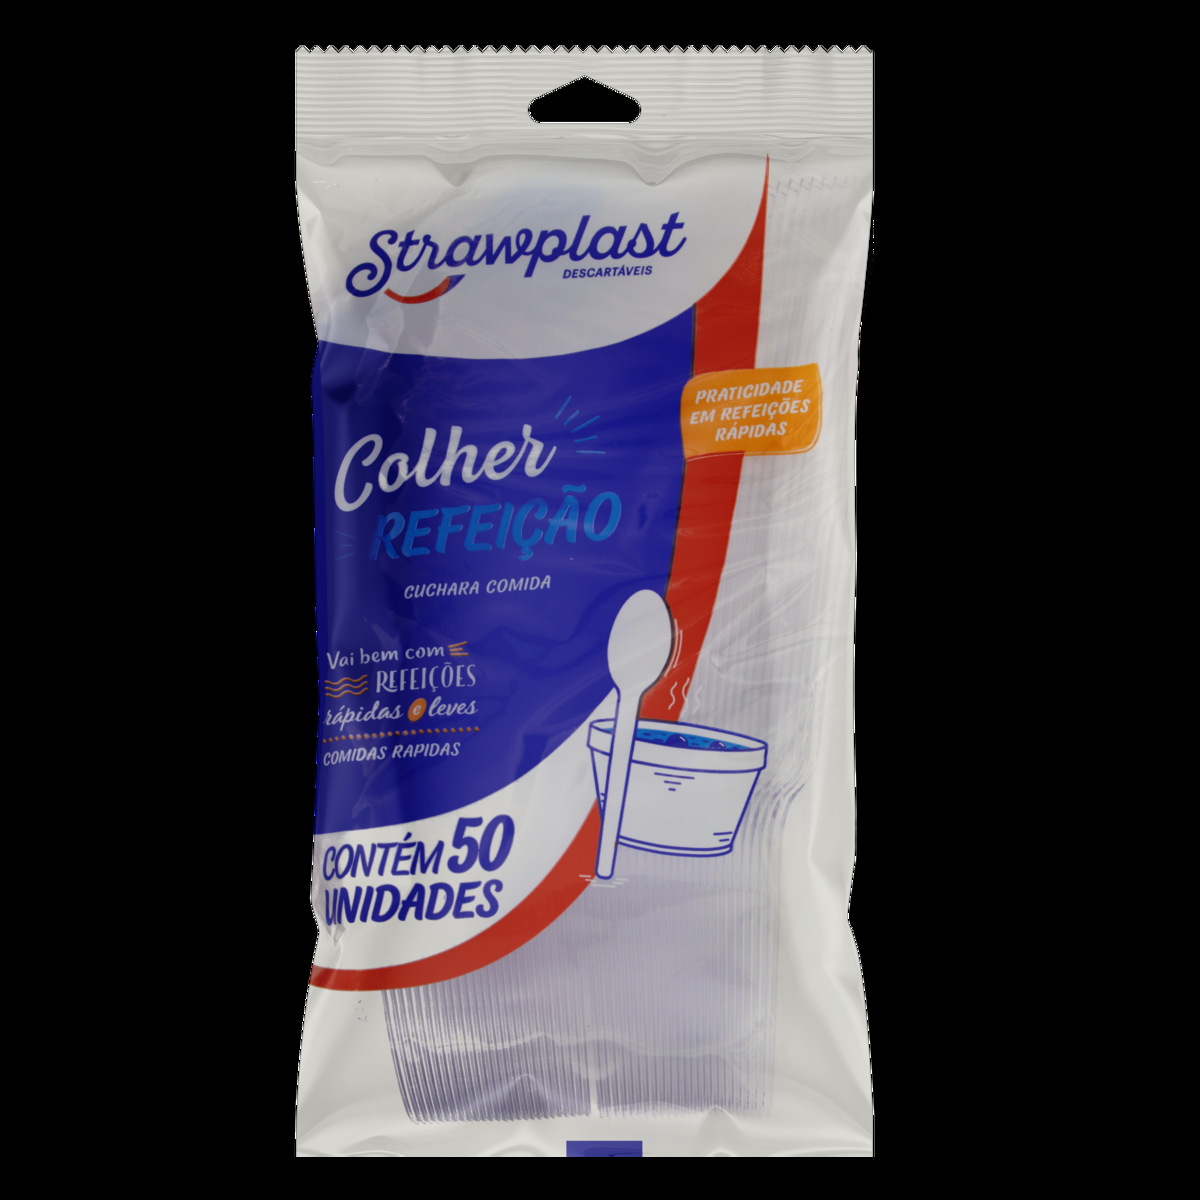 Strawplast
DESCARTÁVEIS
PRATICIDADE
EM REFEIÇÕES
RÁPIDAS
Colher
REFEIÇÃO
CUCHARA COMIDA
Vai bem com
REFEIÇÕES
rápidas e leves
COMIDAS RAPIDAS
CONTÉM 50
UNIDADES